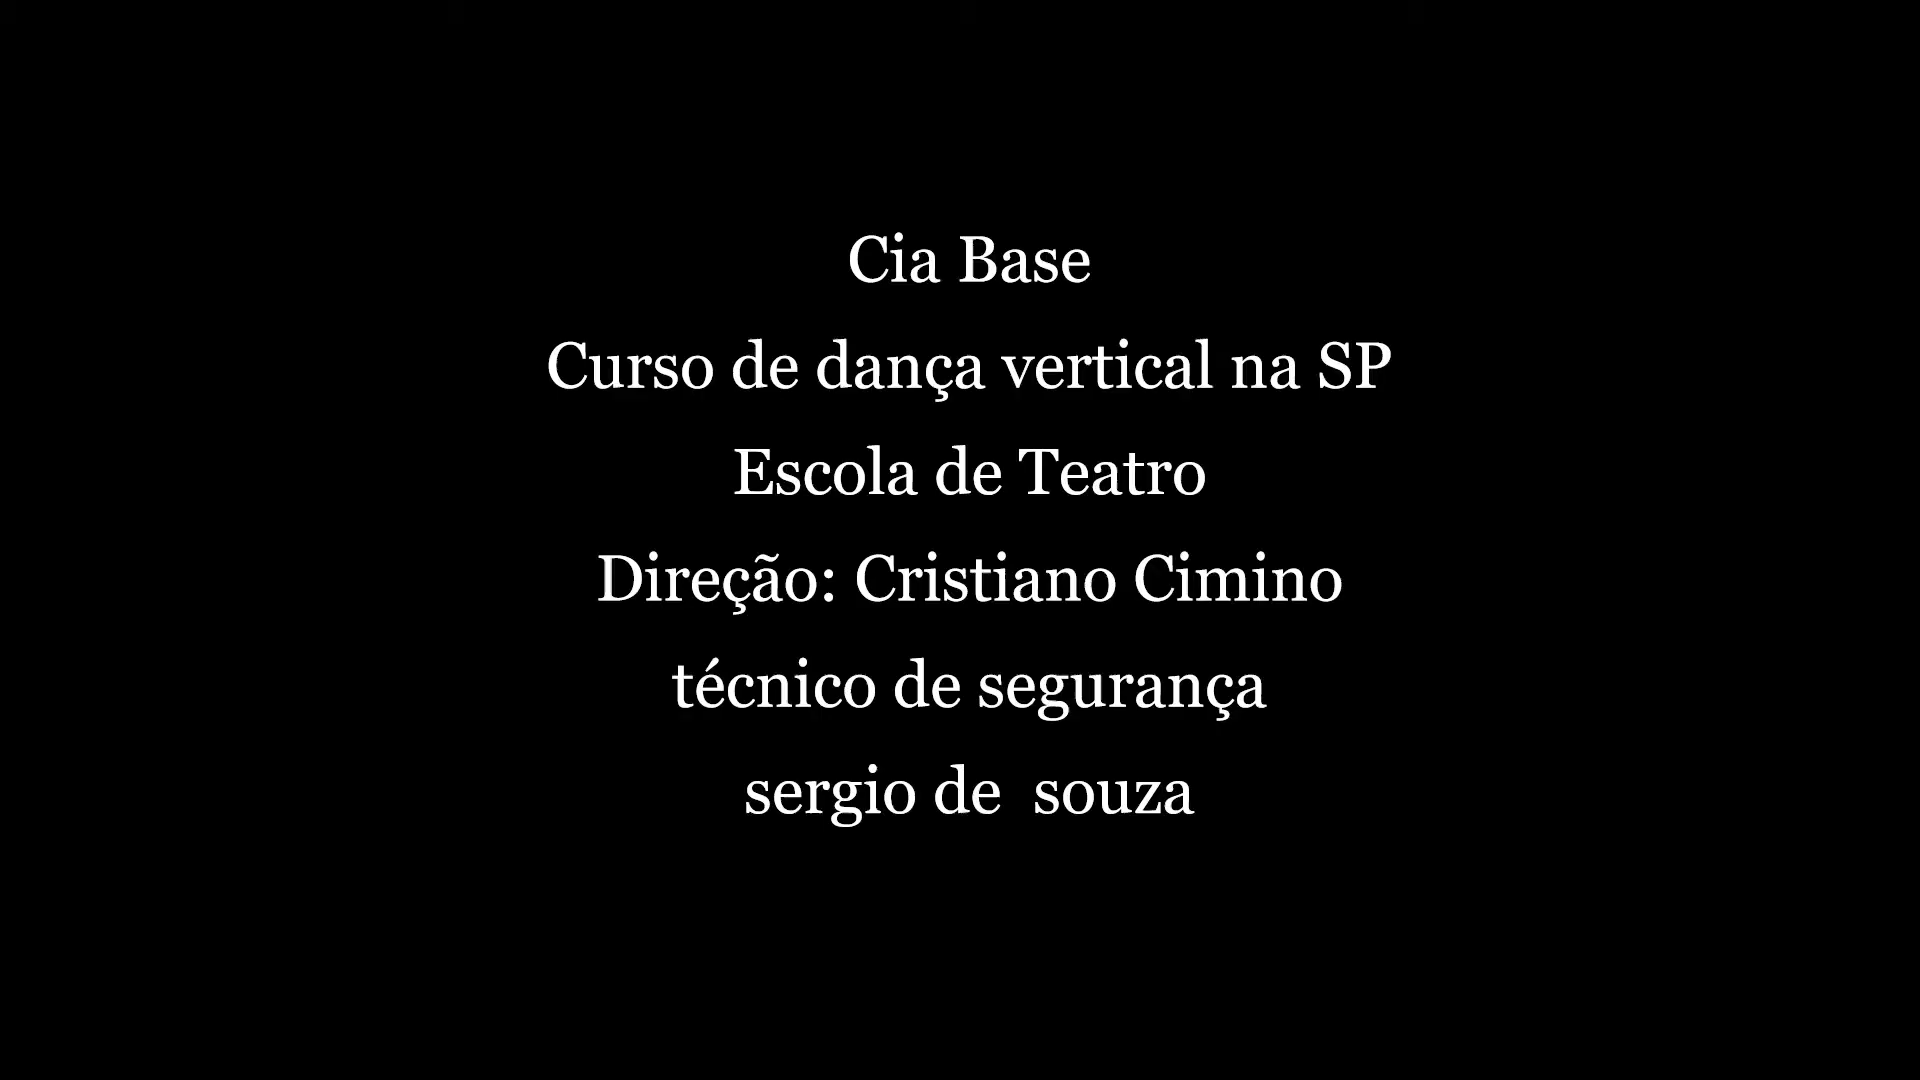 Cia Base
Curso de dança vertical na SP
Escola de Teatro
Direção: Cristiano Cimino
técnico de segurança
sergio de  souza